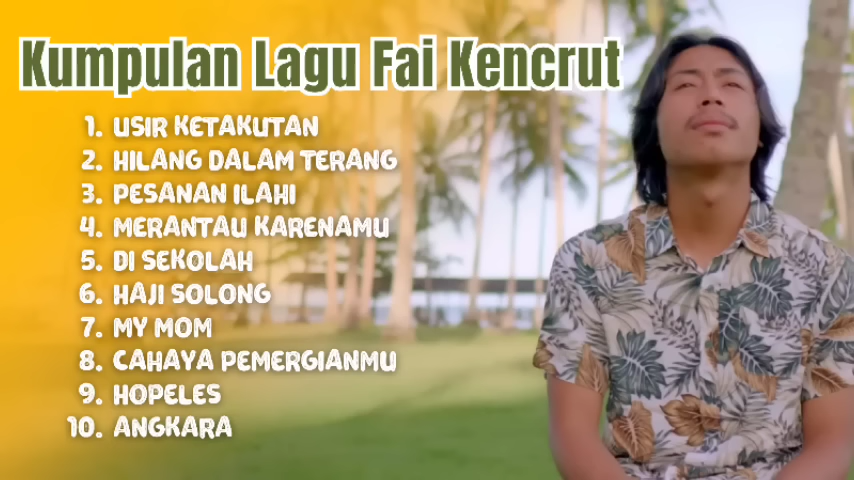 Kumpulan Lagu Fai Kencrut
1. USIR KETAKUTAN
2. HILANG DALAM TERANG
3. PESANAN ILAHI
4. MERANTAU KARENAMU
5. DI SEKOLAH
6. HAJI SOLONG
7. MY MOM
8. CAHAYA PEMERGIANMU
9. HOPELES
10. ANGKARA